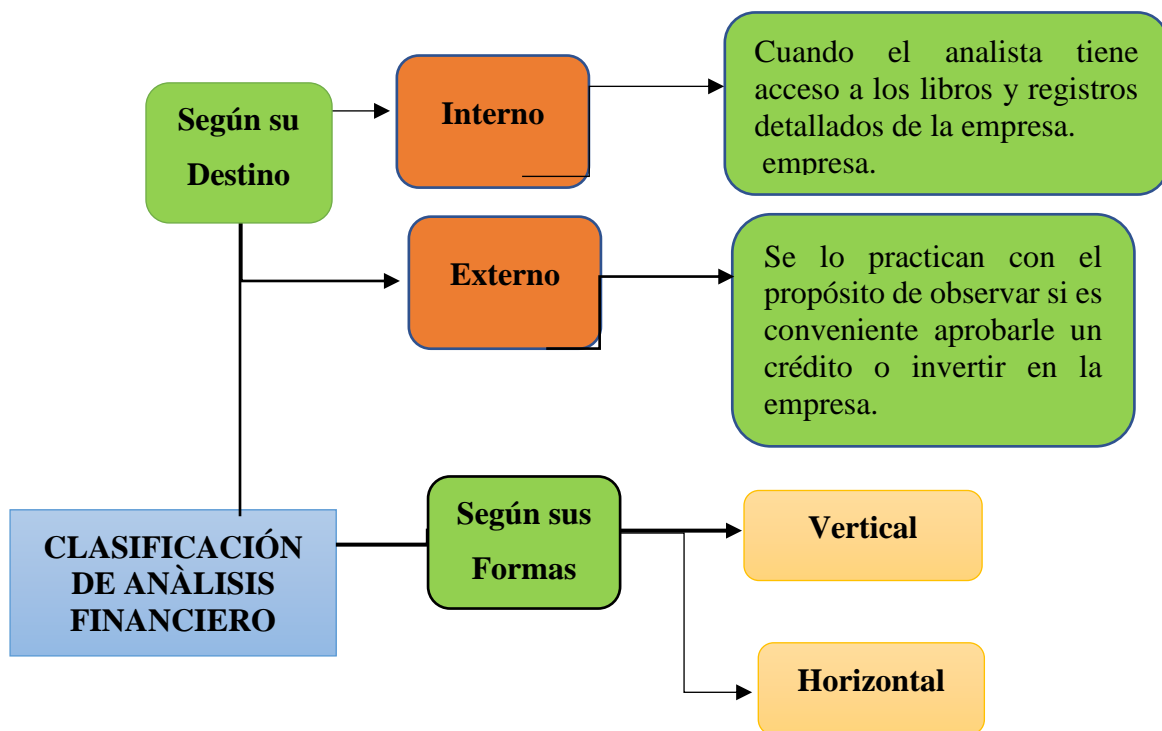 Según su
Destino
Interno
Cuando el analista tiene
acceso a los libros y registros
detallados de la empresa.
empresa.
Externo
Se lo practican con el
propósito de observar si es
conveniente aprobarle un
crédito o invertir en la
empresa.
CLASIFICACIÓN
DE ANÀLISIS
FINANCIERO
Según sus
Formas
Vertical
Horizontal